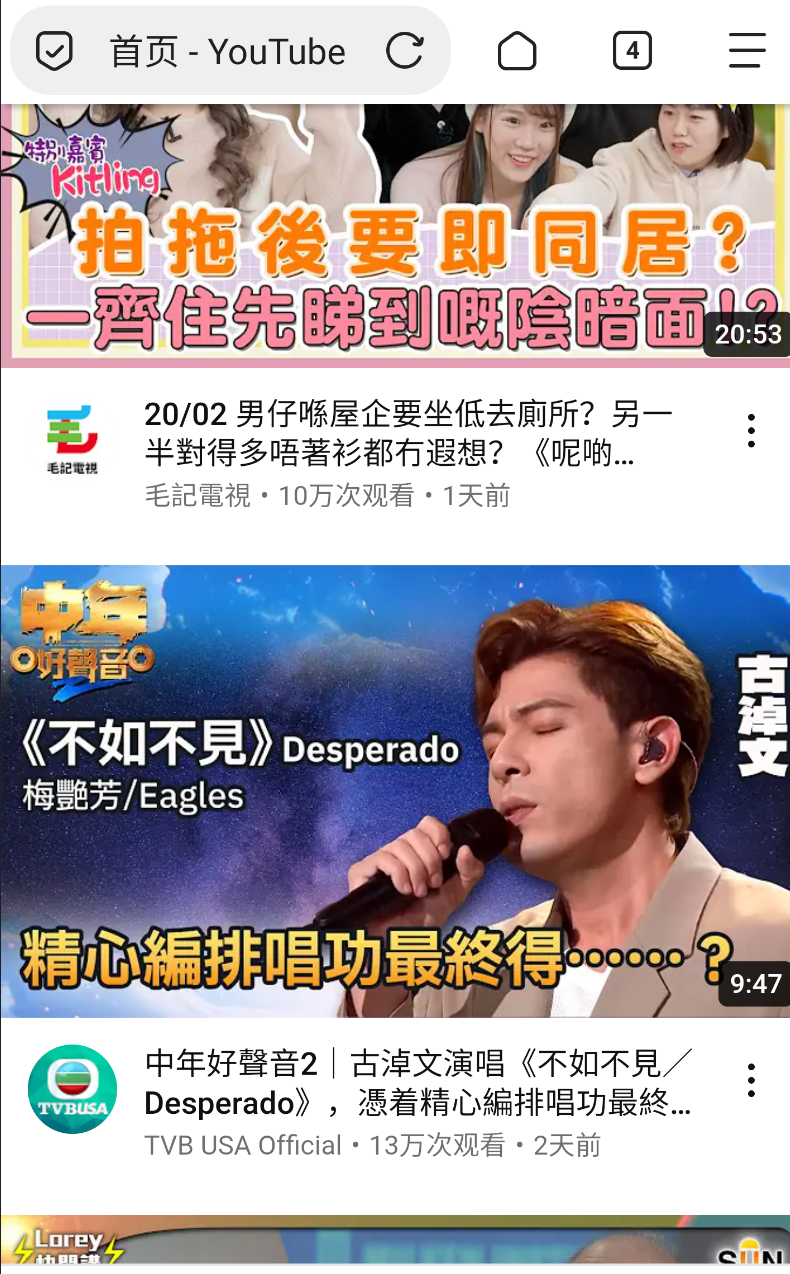 首页 - YouTube
4
特別嘉賓
Kitling
拍拖後要即同居?
一齊住先睇到嘅陰暗面!?
20:53
毛記電視
20/02 男仔喺屋企要坐低去廁所？另一
半對得多唔著衫都冇遐想？《呢啲...
毛記電視 • 10万次观看 • 1天前
中年
好聲音
2
《不如不見》Desperado
梅艷芳/Eagles
古淖文
精心編排唱功最終得……?
9:47
TVBUSA
中年好聲音2｜古淖文演唱《不如不見／
Desperado》，憑着精心編排唱功最終...
TVB USA Official • 13万次观看 • 2天前
Lorey
SUN